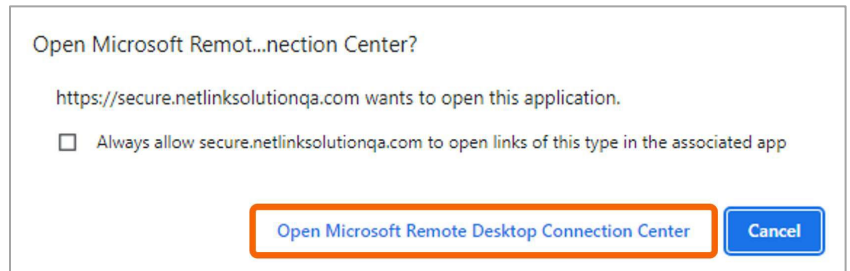 Open Microsoft Remot...nection Center?
https://secure.netlinksolutionqa.com wants to open this application.
Always allow secure.netlinksolutionqa.com to open links of this type in the associated app
Open Microsoft Remote Desktop Connection Center Cancel